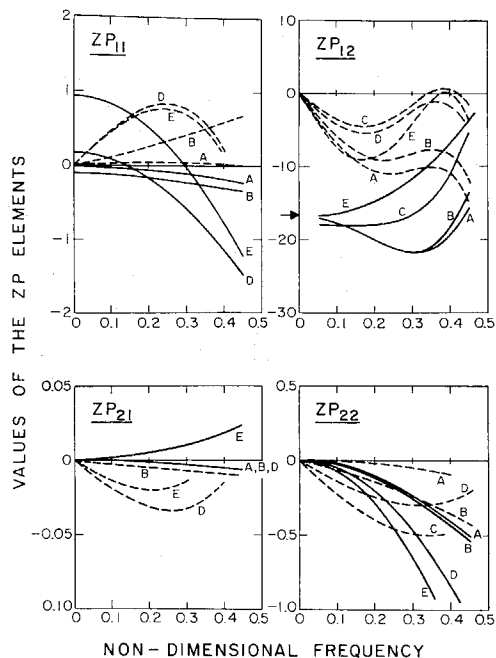 ZP11
ZP12
2
1
0
-1
-2
0 0.1 0.2 0.3 0.4 0.5
D
E
B
A
A
B
E
D
10
0
-10
-20
-30
0 0.1 0.2 0.3 0.4 0.5
C
D
E
B
A
E
C
B
A
VALUES OF THE ZP ELEMENTS
ZP21
ZP22
0.05
0
-0.05
0.10
0 0.1 0.2 0.3 0.4 0.5
E
A,B,D
B
E
D
0.5
0
-0.5
-1.0
0 0.1 0.2 0.3 0.4 0.5
A
D
B
A
C
B
E
D
NON-DIMENSIONAL FREQUENCY